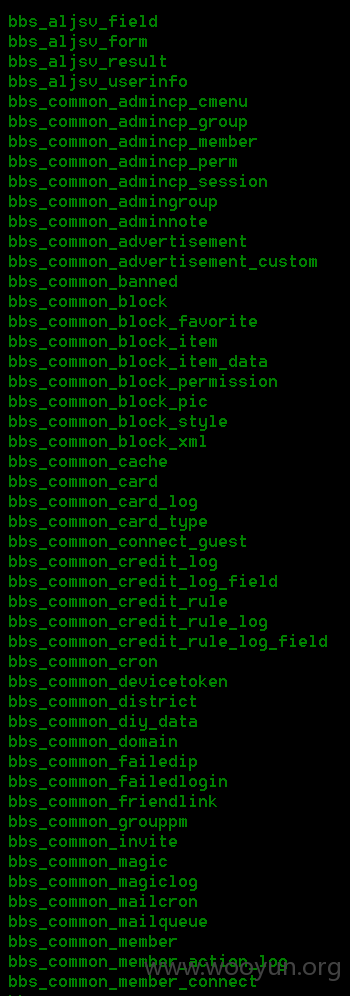 bbs_aljsv_field
bbs_aljsv_form
bbs_aljsv_result
bbs_aljsv_userinfo
bbs_common_admincp_cmenu
bbs_common_admincp_group
bbs_common_admincp_member
bbs_common_admincp_perm
bbs_common_admincp_session
bbs_common_admingroup
bbs_common_adminnote
bbs_common_advertisement
bbs_common_advertisement_custom
bbs_common_banned
bbs_common_block
bbs_common_block_favorite
bbs_common_block_item
bbs_common_block_item_data
bbs_common_block_permission
bbs_common_block_pic
bbs_common_block_style
bbs_common_block_xml
bbs_common_cache
bbs_common_card
bbs_common_card_log
bbs_common_card_type
bbs_common_connect_guest
bbs_common_credit_log
bbs_common_credit_log_field
bbs_common_credit_rule
bbs_common_credit_rule_log
bbs_common_credit_rule_log_field
bbs_common_cron
bbs_common_devicetoken
bbs_common_district
bbs_common_diy_data
bbs_common_domain
bbs_common_failedip
bbs_common_failedlogin
bbs_common_friendlink
bbs_common_grouppm
bbs_common_invite
bbs_common_magic
bbs_common_magiclog
bbs_common_mailcron
bbs_common_mailqueue
bbs_common_member
bbs_common_member_action_log
www.wooyun.org
bbs_common_member_connect